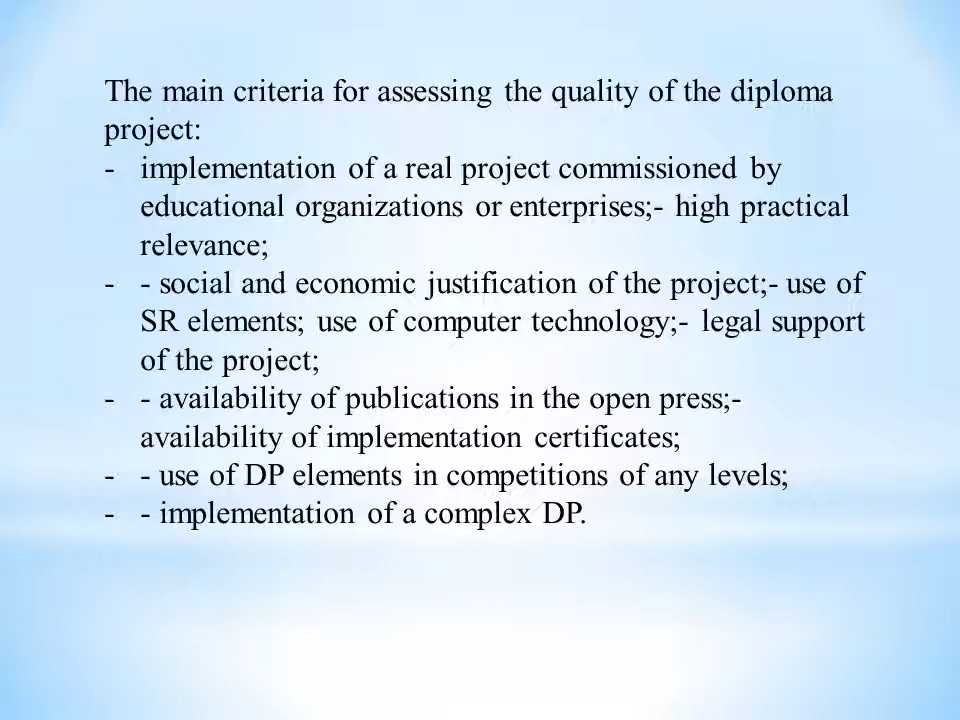 The main criteria for assessing the quality of the diploma
project:
- implementation of a real project commissioned by
educational organizations or enterprises;- high practical
relevance;
- - social and economic justification of the project;- use of
SR elements; use of computer technology;- legal support
of the project;
- - availability of publications in the open press;-
availability of implementation certificates;
- - use of DP elements in competitions of any levels;
- - implementation of a complex DP.